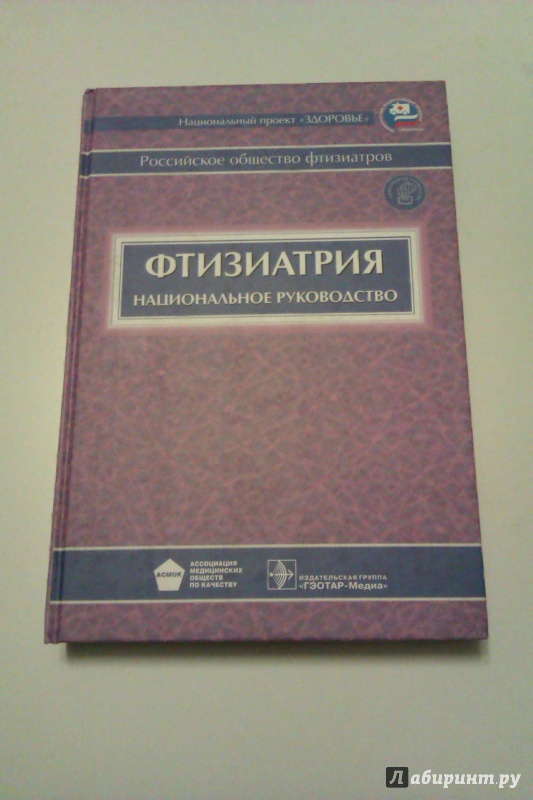 Национальный проект «ЗДОРОВЬЕ»
Российское общество фтизиатров
ФТИЗИАТРИЯ
НАЦИОНАЛЬНОЕ РУКОВОДСТВО
АСМОК
АССОЦИАЦИЯ
МЕДИЦИНСКИХ
ОБЩЕСТВ
ПО КАЧЕСТВУ
ИЗДАТЕЛЬСКАЯ ГРУППА
«ГЭОТАР-Медиа»
Лабиринт.ру